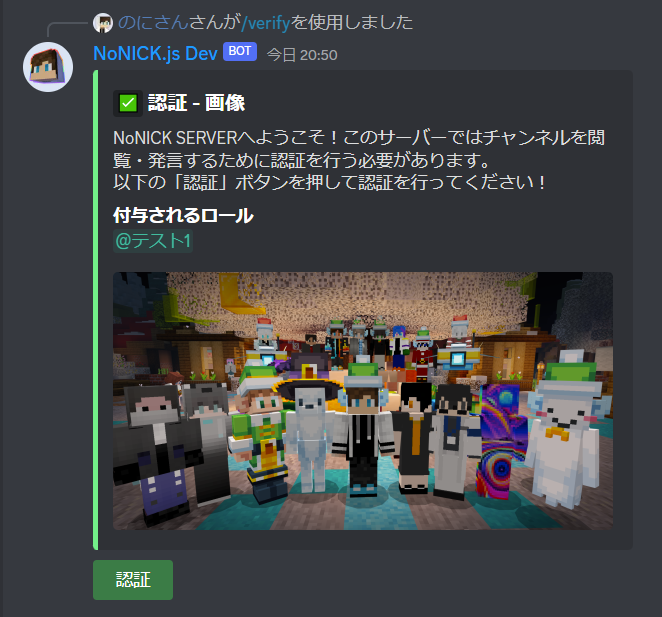 のにさんさんが/verifyを使用しました
NoNICK.js Dev BOT 今日 20:50
✅ 認証 - 画像
NoNICK SERVERへようこそ！このサーバーではチャンネルを閲
覧・発言するために認証を行う必要があります。
以下の「認証」ボタンを押して認証を行ってください！
付与されるロール
@テスト1
認証